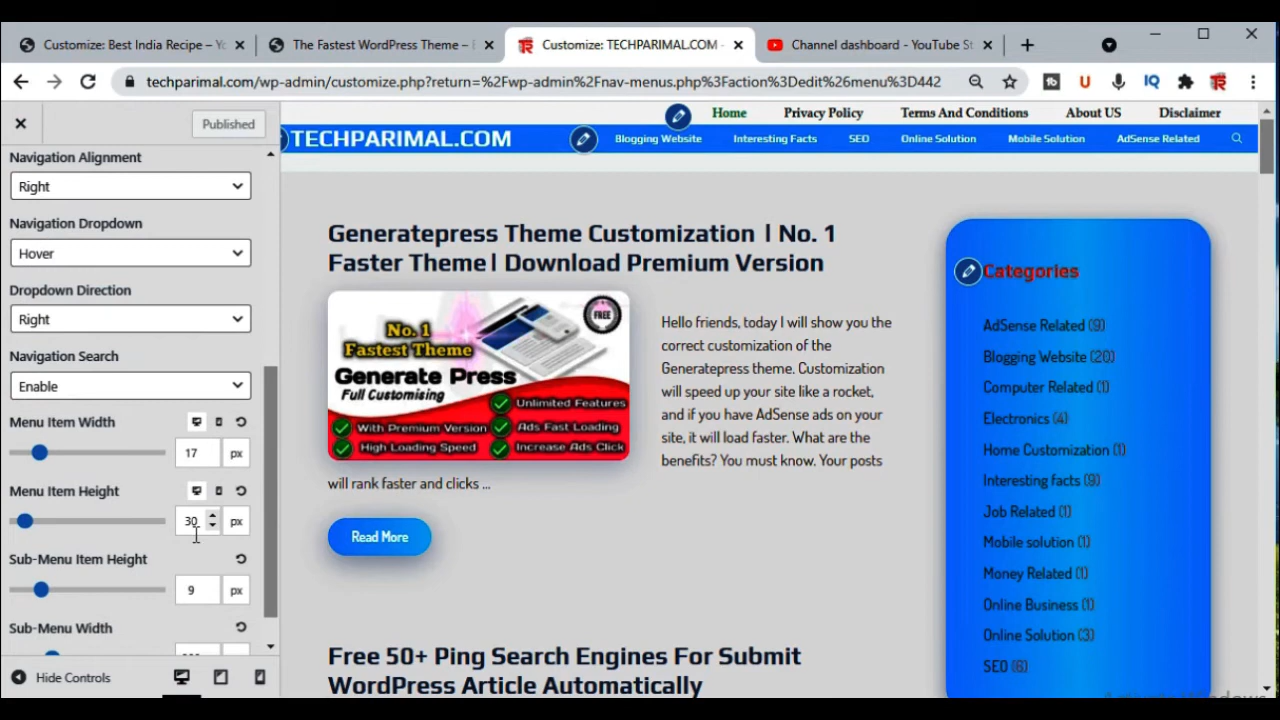 Customize: Best India Recipe – Yo
The Fastest WordPress Theme –
Customize: TECHPARIMAL.COM -
Channel dashboard - YouTube St
techparimal.com/wp-admin/customize.php?return=%2Fwp-admin%2Fnav-menus.php%3Faction%3Dedit%26menu%3D442
Published
Navigation Alignment
Right
Navigation Dropdown
Hover
Dropdown Direction
Right
Navigation Search
Enable
Menu Item Width
17 px
Menu Item Height
30 px
Sub-Menu Item Height
9 px
Sub-Menu Width
Hide Controls
Home Privacy Policy Terms And Conditions About US Disclaimer
TECHPARIMAL.COM Blogging Website Interesting Facts SEO Online Solution Mobile Solution AdSense Related
Generatepress Theme Customization | No. 1
Faster Theme| Download Premium Version
No. 1
Fastest Theme
FREE
Generate Press
Full Customising
Unlimited Features
With Premium Version
Ads Fast Loading
High Loading Speed
Increase Ads Click
Hello friends, today I will show you the
correct customization of the
Generatepress theme. Customization
will speed up your site like a rocket,
and if you have AdSense ads on your
site, it will load faster. What are the
benefits? You must know. Your posts
will rank faster and clicks ...
Read More
Free 50+ Ping Search Engines For Submit
WordPress Article Automatically
Categories
AdSense Related (9)
Blogging Website (20)
Computer Related (1)
Electronics (4)
Home Customization (1)
Interesting facts (9)
Job Related (1)
Mobile solution (1)
Money Related (1)
Online Business (1)
Online Solution (3)
SEO (6)